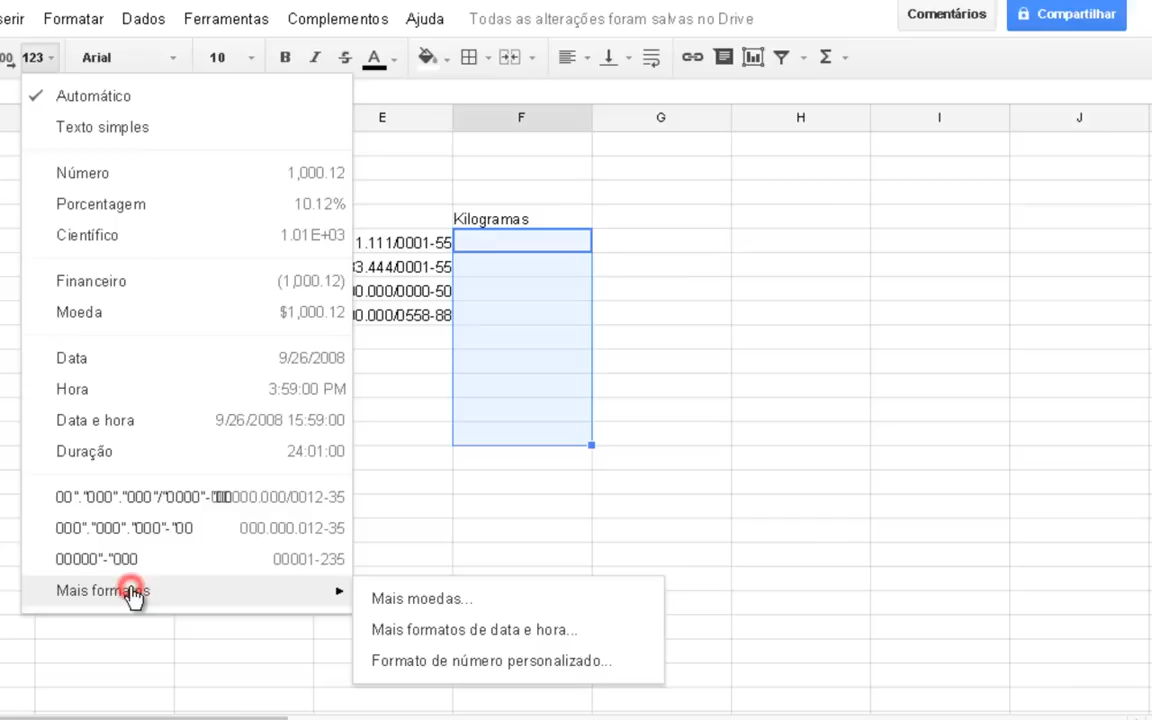 serir Formatar Dados Ferramentas Complementos Ajuda Todas as alterações foram salvas no Drive Comentários Compartilhar
00 123 Arial 10 B I S A Σ
Automático
Texto simples
E F G H I J
Número 1,000.12
Porcentagem 10.12%
Científico 1.01E+03
Kilogramas
1.111/0001-55
33.444/0001-55
00.000/0000-50
00.000/0558-88
Financeiro (1,000.12)
Moeda $1,000.12
Data 9/26/2008
Hora 3:59:00 PM
Data e hora 9/26/2008 15:59:00
Duração 24:01:00
00"."000"."000"/"0000"-"00 00.000.000/0012-35
000"."000"."000"-"00 000.000.012-35
00000"-"000 00001-235
Mais formatos
Mais moedas...
Mais formatos de data e hora...
Formato de número personalizado...